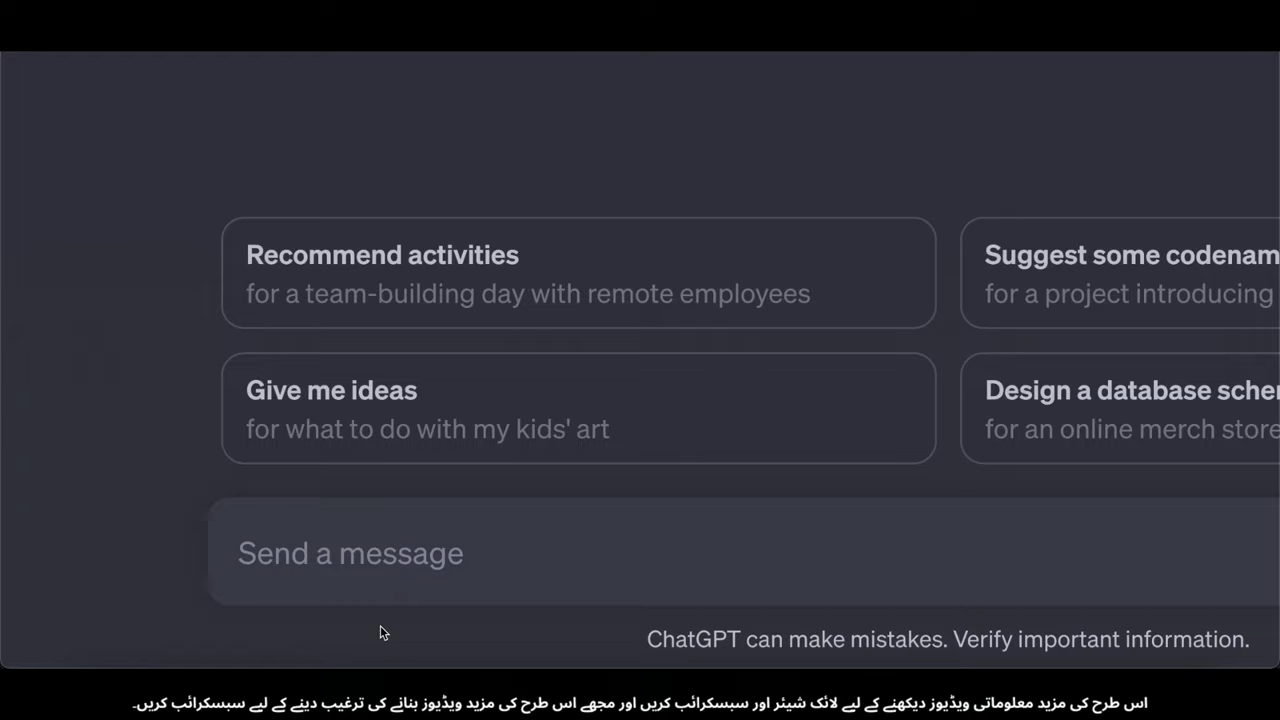 Recommend activities
for a team-building day with remote employees
Suggest some codenam
for a project introducing
Give me ideas
for what to do with my kids' art
Design a database sche
for an online merch store
Send a message
ChatGPT can make mistakes. Verify important information.
اس طرح کی مزید معلوماتی ویڈیوز دیکھنے کے لیے لائک شیئر اور سبسکرائب کریں اور مجھے اس طرح کی مزید ویڈیوز بنانے کی ترغیب دینے کے لیے سبسکرائب کریں۔